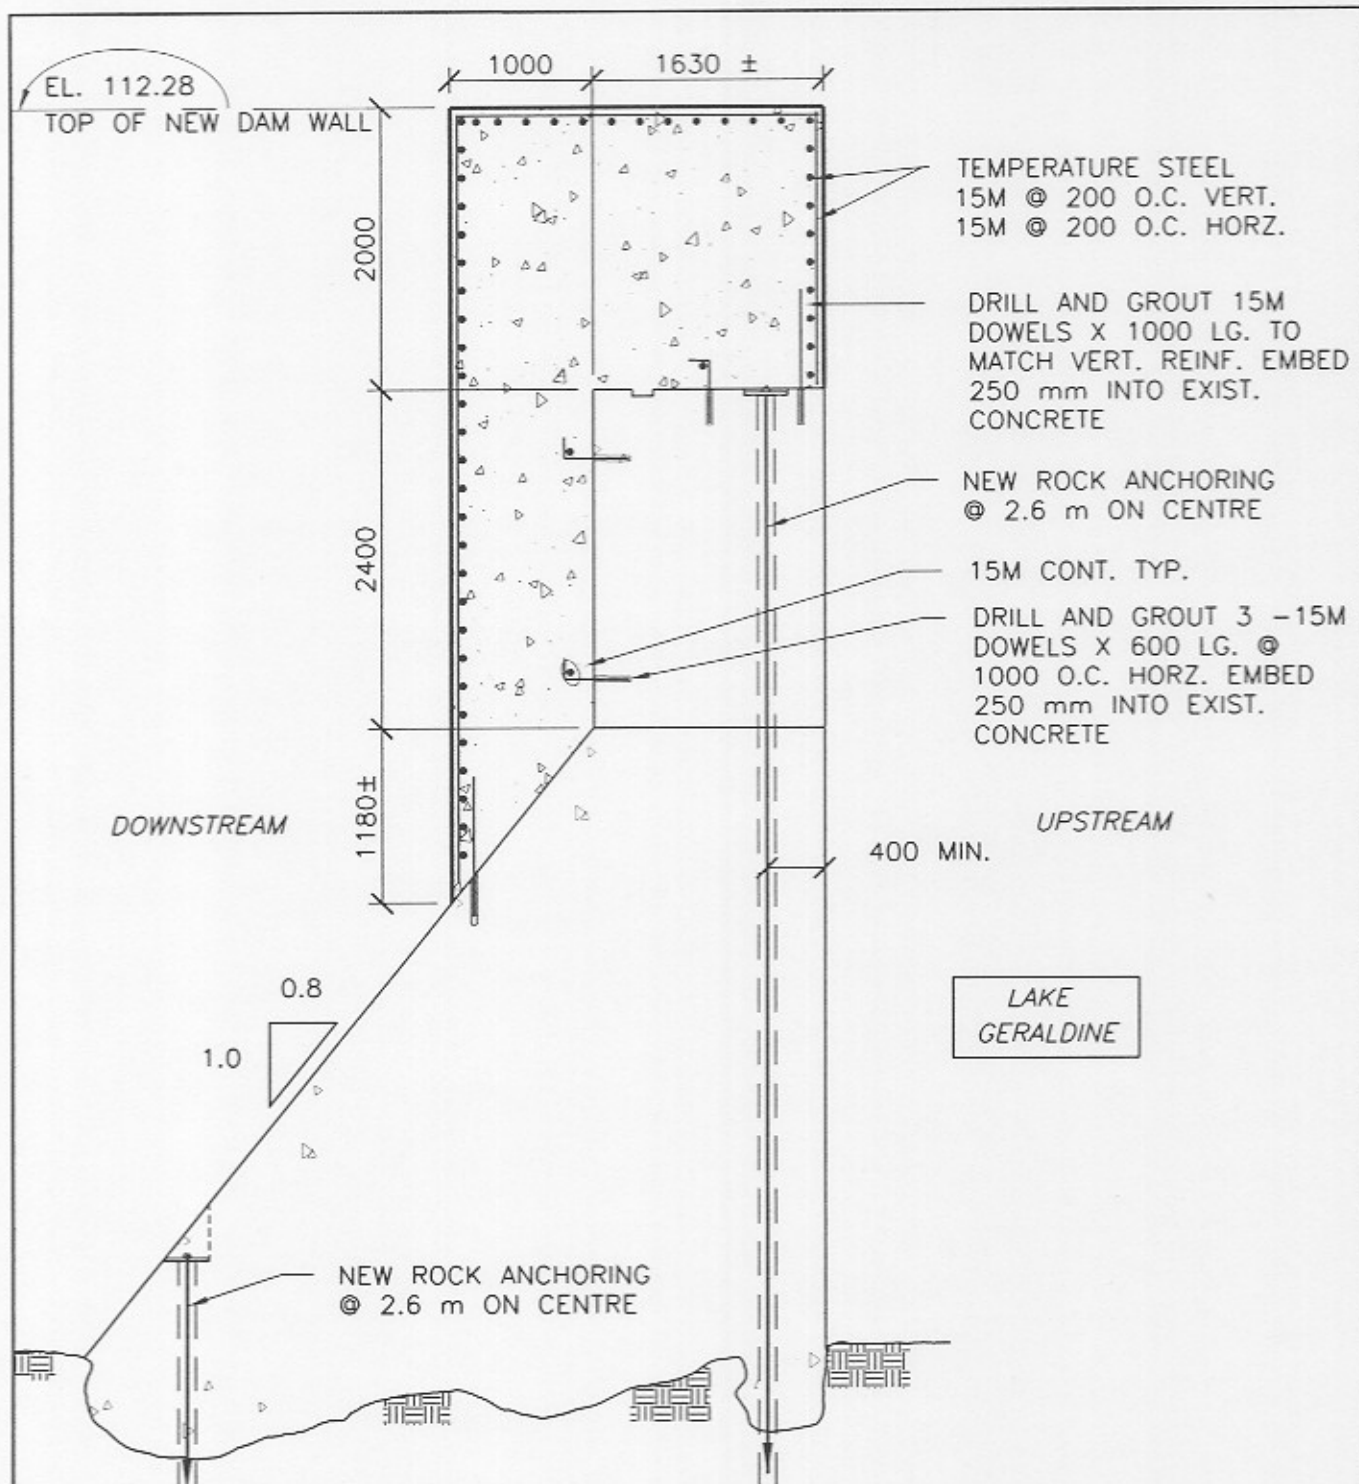 1000
1630 ±
EL. 112.28
TOP OF NEW DAM WALL
2000
TEMPERATURE STEEL
15M @ 200 O.C. VERT.
15M @ 200 O.C. HORZ.
DRILL AND GROUT 15M
DOWELS X 1000 LG. TO
MATCH VERT. REINF. EMBED
250 mm INTO EXIST.
CONCRETE
NEW ROCK ANCHORING
@ 2.6 m ON CENTRE
2400
15M CONT. TYP.
DRILL AND GROUT 3 -15M
DOWELS X 600 LG. @
1000 O.C. HORZ. EMBED
250 mm INTO EXIST.
CONCRETE
1180±
DOWNSTREAM
UPSTREAM
400 MIN.
0.8
1.0
LAKE
GERALDINE
NEW ROCK ANCHORING
@ 2.6 m ON CENTRE